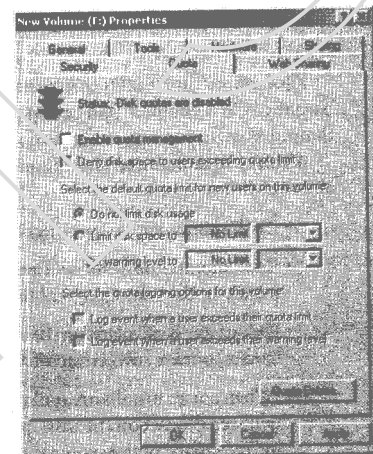 New Volume (F:) Properties
General Tools Hardware Sharing
Security Quota Web Sharing
Status: Disk quotas are disabled
Enable quota management
Deny disk space to users exceeding quota limit
Select the default quota limit for new users on this volume:
Do not limit disk usage
Limit disk space to No Limit
warning level to No Limit
Select the quota logging options for this volume:
Log event when a user exceeds their quota limit
Log event when a user exceeds their warning level
OK Cancel Apply